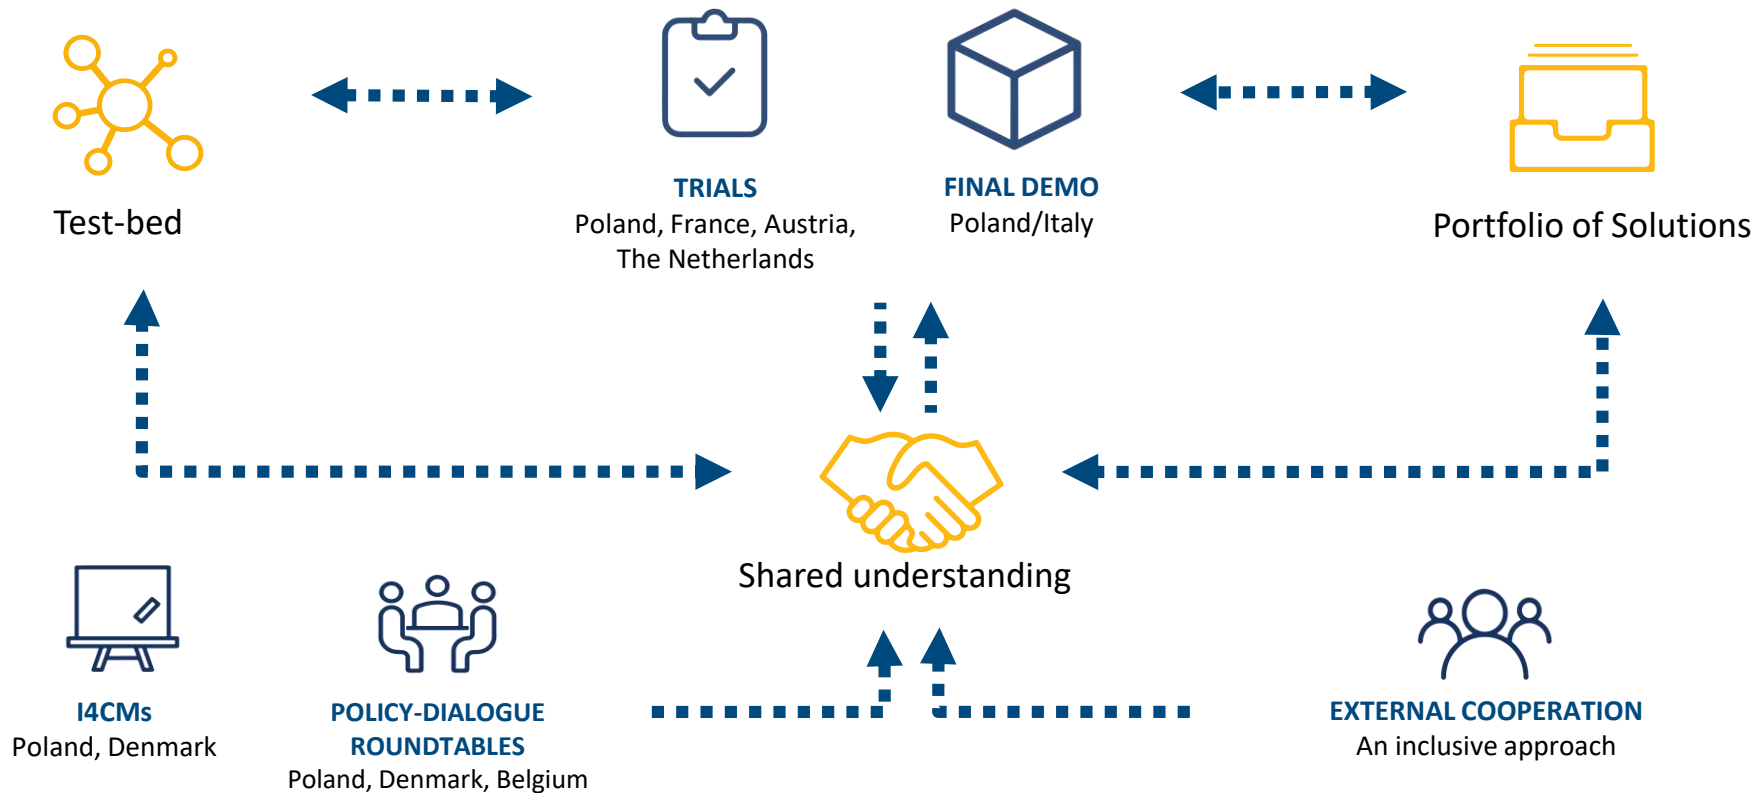 Test-bed
TRIALS
Poland, France, Austria,
The Netherlands
FINAL DEMO
Poland/Italy
Portfolio of Solutions
Shared understanding
I4CMs
Poland, Denmark
POLICY-DIALOGUE
ROUNDTABLES
Poland, Denmark, Belgium
EXTERNAL COOPERATION
An inclusive approach